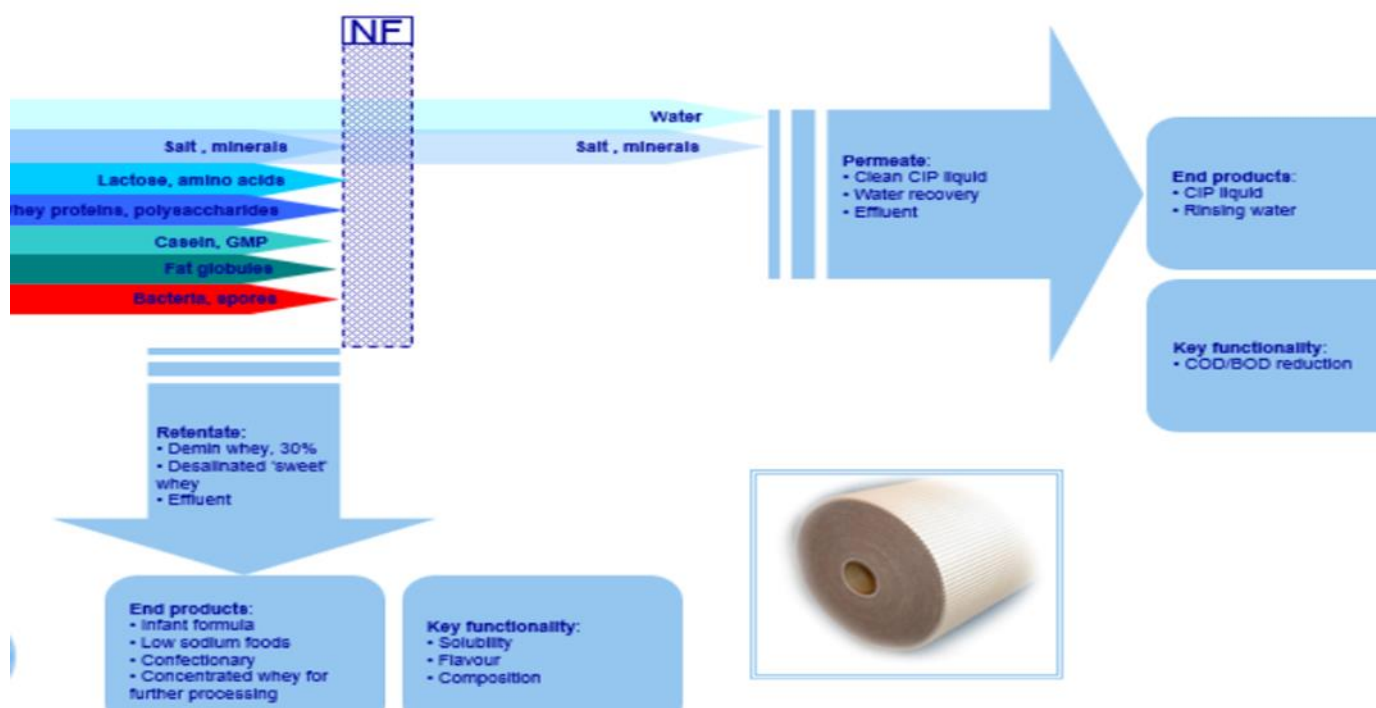 NF
Water
Salt , minerals
Salt , minerals
Lactose, amino acids
hey proteins, polysaccharides
Casein, GMP
Fat globules
Bacteria, spores
Permeate:
• Clean CIP liquid
• Water recovery
• Effluent
End products:
• CIP liquid
• Rinsing water
Key functionality:
• COD/BOD reduction
Retentate:
• Demin whey, 30%
• Desalinated 'sweet'
whey
• Effluent
End products:
• Infant formula
• Low sodium foods
• Confectionary
• Concentrated whey for
further processing
Key functionality:
• Solubility
• Flavour
• Composition